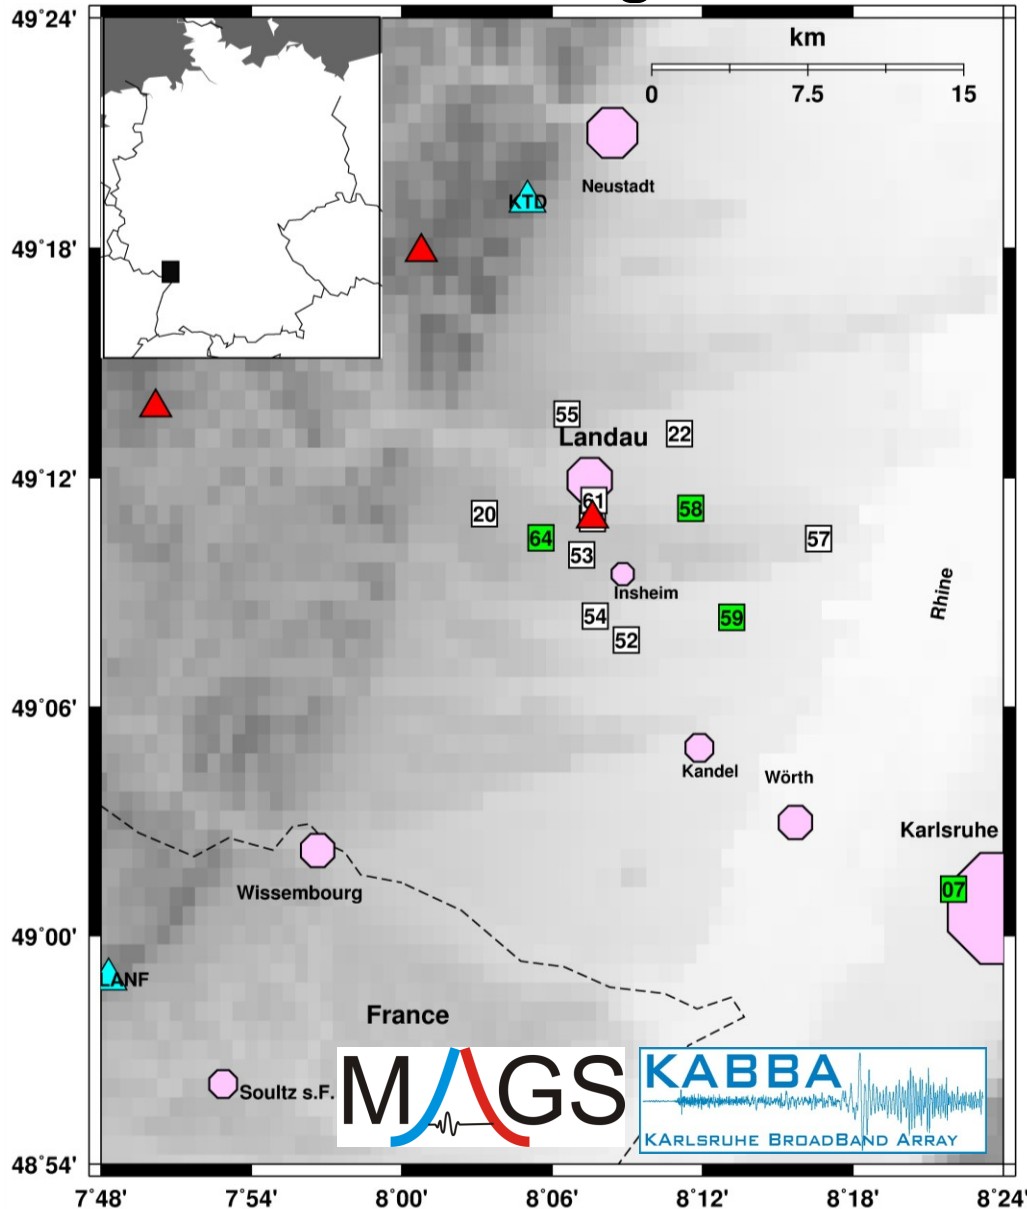 49°24'
km
0 7.5 15
Neustadt
KTD
49°18'
55
Landau
22
49°12'
61
20
58
64
57
53
Insheim
Rhine
54
59
52
49°06'
Kandel
Wörth
Karlsruhe
07
Wissembourg
49°00'
LANF
France
MAGS
KABBA
KARLSRUHE BROADBAND ARRAY
Soultz s.F.
48°54'
7°48' 7°54' 8°00' 8°06' 8°12' 8°18' 8°24'